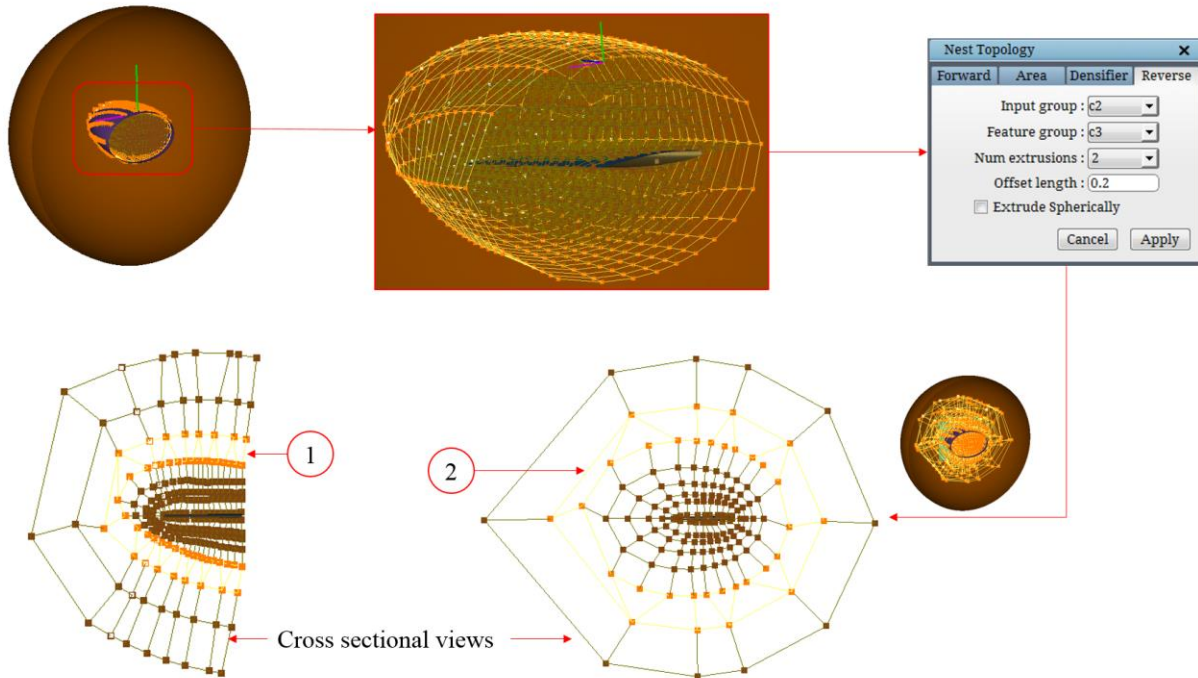 Nest Topology
Forward Area Densifier Reverse
Input group : c2
Feature group : c3
Num extrusions : 2
Offset length : 0.2
Extrude Spherically
Cancel Apply
1
2
Cross sectional views